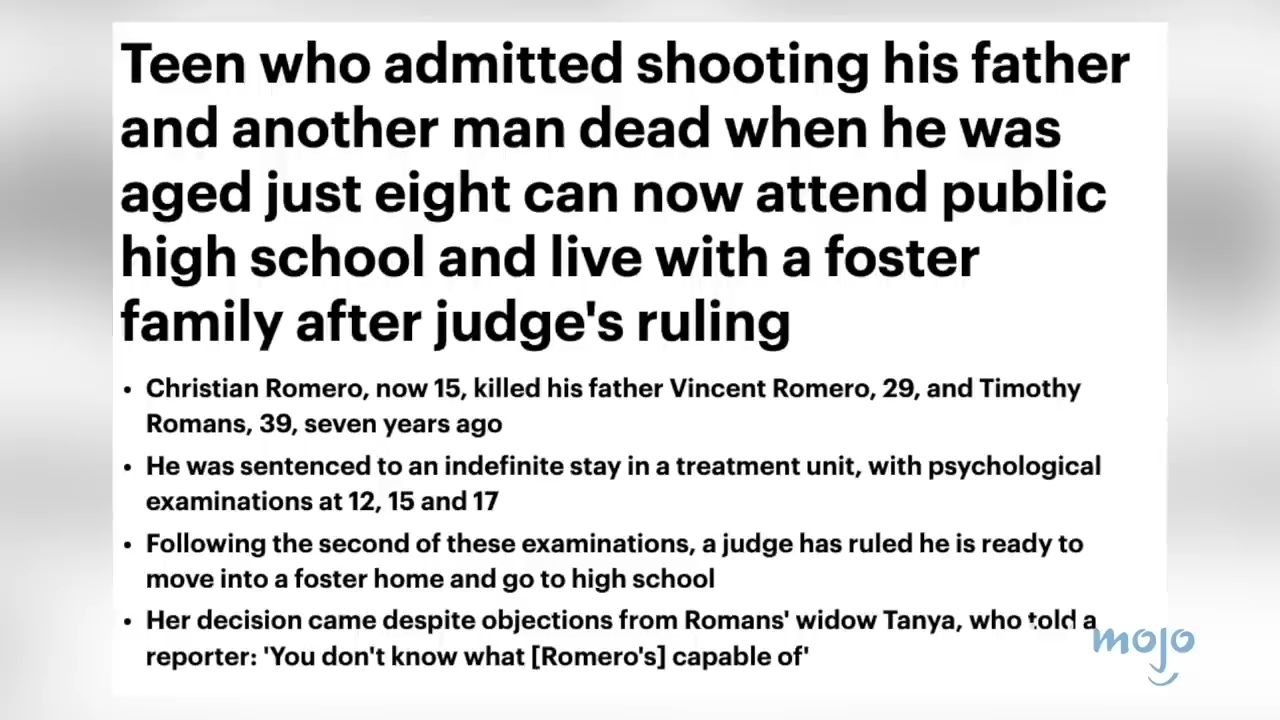 Teen who admitted shooting his father
and another man dead when he was
aged just eight can now attend public
high school and live with a foster
family after judge's ruling
• Christian Romero, now 15, killed his father Vincent Romero, 29, and Timothy
Romans, 39, seven years ago
• He was sentenced to an indefinite stay in a treatment unit, with psychological
examinations at 12, 15 and 17
• Following the second of these examinations, a judge has ruled he is ready to
move into a foster home and go to high school
• Her decision came despite objections from Romans' widow Tanya, who told a
reporter: 'You don't know what [Romero's] capable of'
mojo